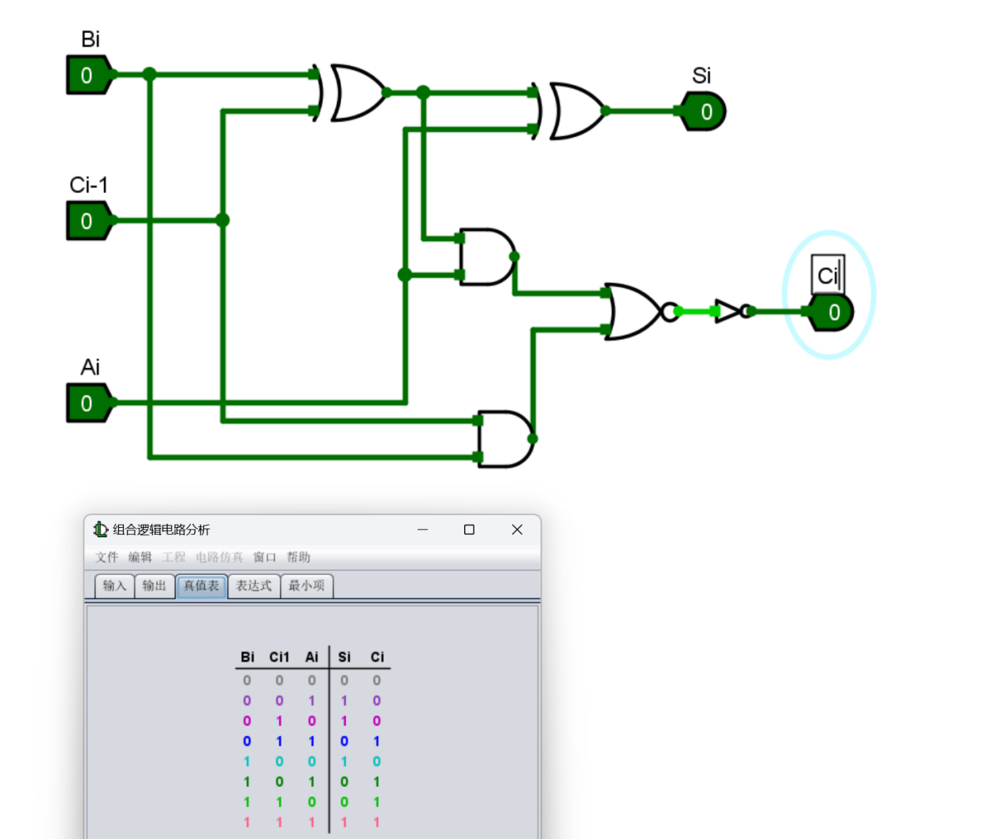 Bi
0
Si
0
Ci-1
0
Ci
0
Ai
0
组合逻辑电路分析
文件 编辑 工程 电路仿真 窗口 帮助
输入 输出 真值表 表达式 最小项
Bi Ci1 Ai Si Ci
0 0 0 0 0
0 0 1 1 0
0 1 0 1 0
0 1 1 0 1
1 0 0 1 0
1 0 1 0 1
1 1 0 0 1
1 1 1 1 1